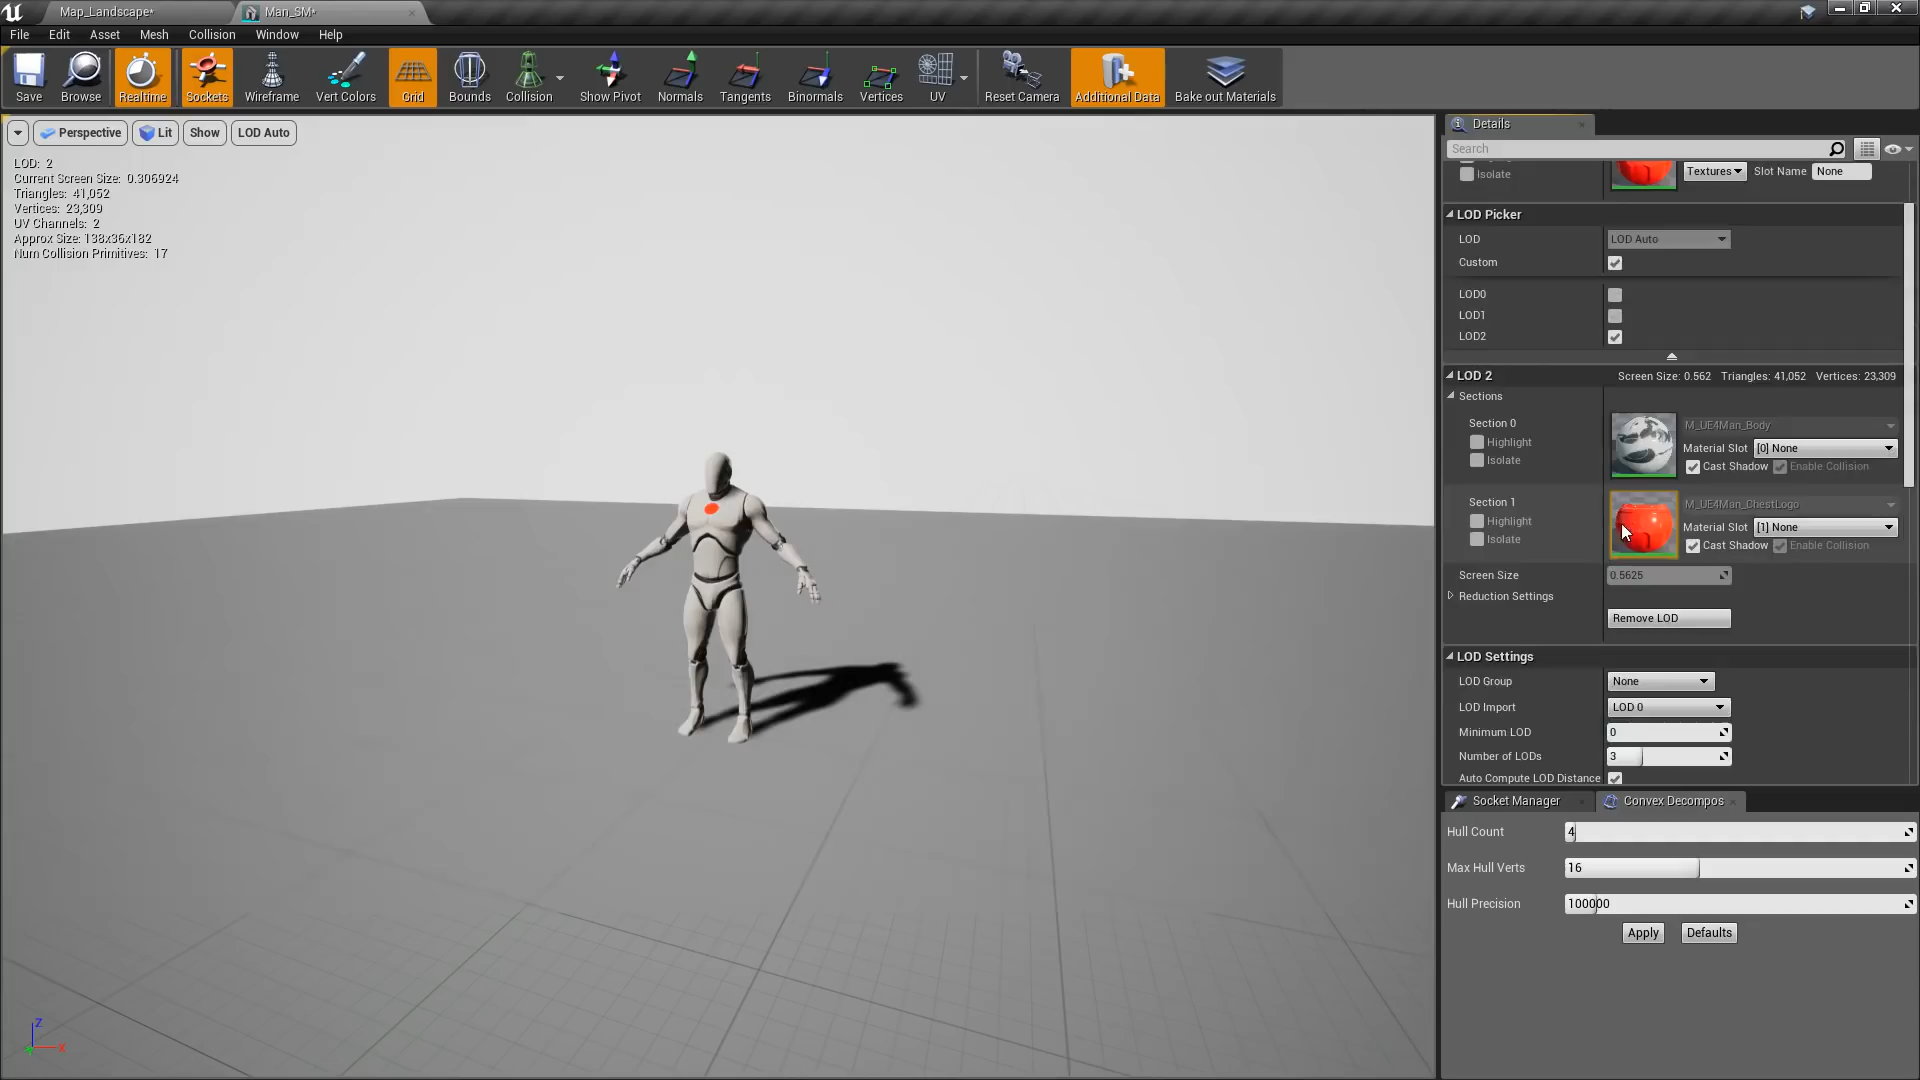 Map_Landscape*
Man_SM*
File Edit Asset Mesh Collision Window Help
Save Browse Realtime Sockets Wireframe Vert Colors Grid Bounds Collision Show Pivot Normals Tangents Binormals Vertices UV Reset Camera Additional Data Bake out Materials
Perspective Lit Show LOD Auto
LOD: 2
Current Screen Size: 0.306924
Triangles: 41,052
Vertices: 23,309
UV Channels: 2
Approx Size: 138x36x182
Num Collision Primitives: 17
Z
X
Details
Search
Isolate Textures Slot Name None
LOD Picker
LOD LOD Auto
Custom
LOD0
LOD1
LOD2
LOD 2 Screen Size: 0.562 Triangles: 41,052 Vertices: 23,309
Sections
Section 0 M_UE4Man_Body
Highlight Material Slot [0] None
Isolate Cast Shadow Enable Collision
Section 1 M_UE4Man_ChestLogo
Highlight Material Slot [1] None
Isolate Cast Shadow Enable Collision
Screen Size 0.5625
Reduction Settings
Remove LOD
LOD Settings
LOD Group None
LOD Import LOD 0
Minimum LOD 0
Number of LODs 3
Auto Compute LOD Distance
Socket Manager Convex Decompos
Hull Count 4
Max Hull Verts 16
Hull Precision 100000
Apply Defaults